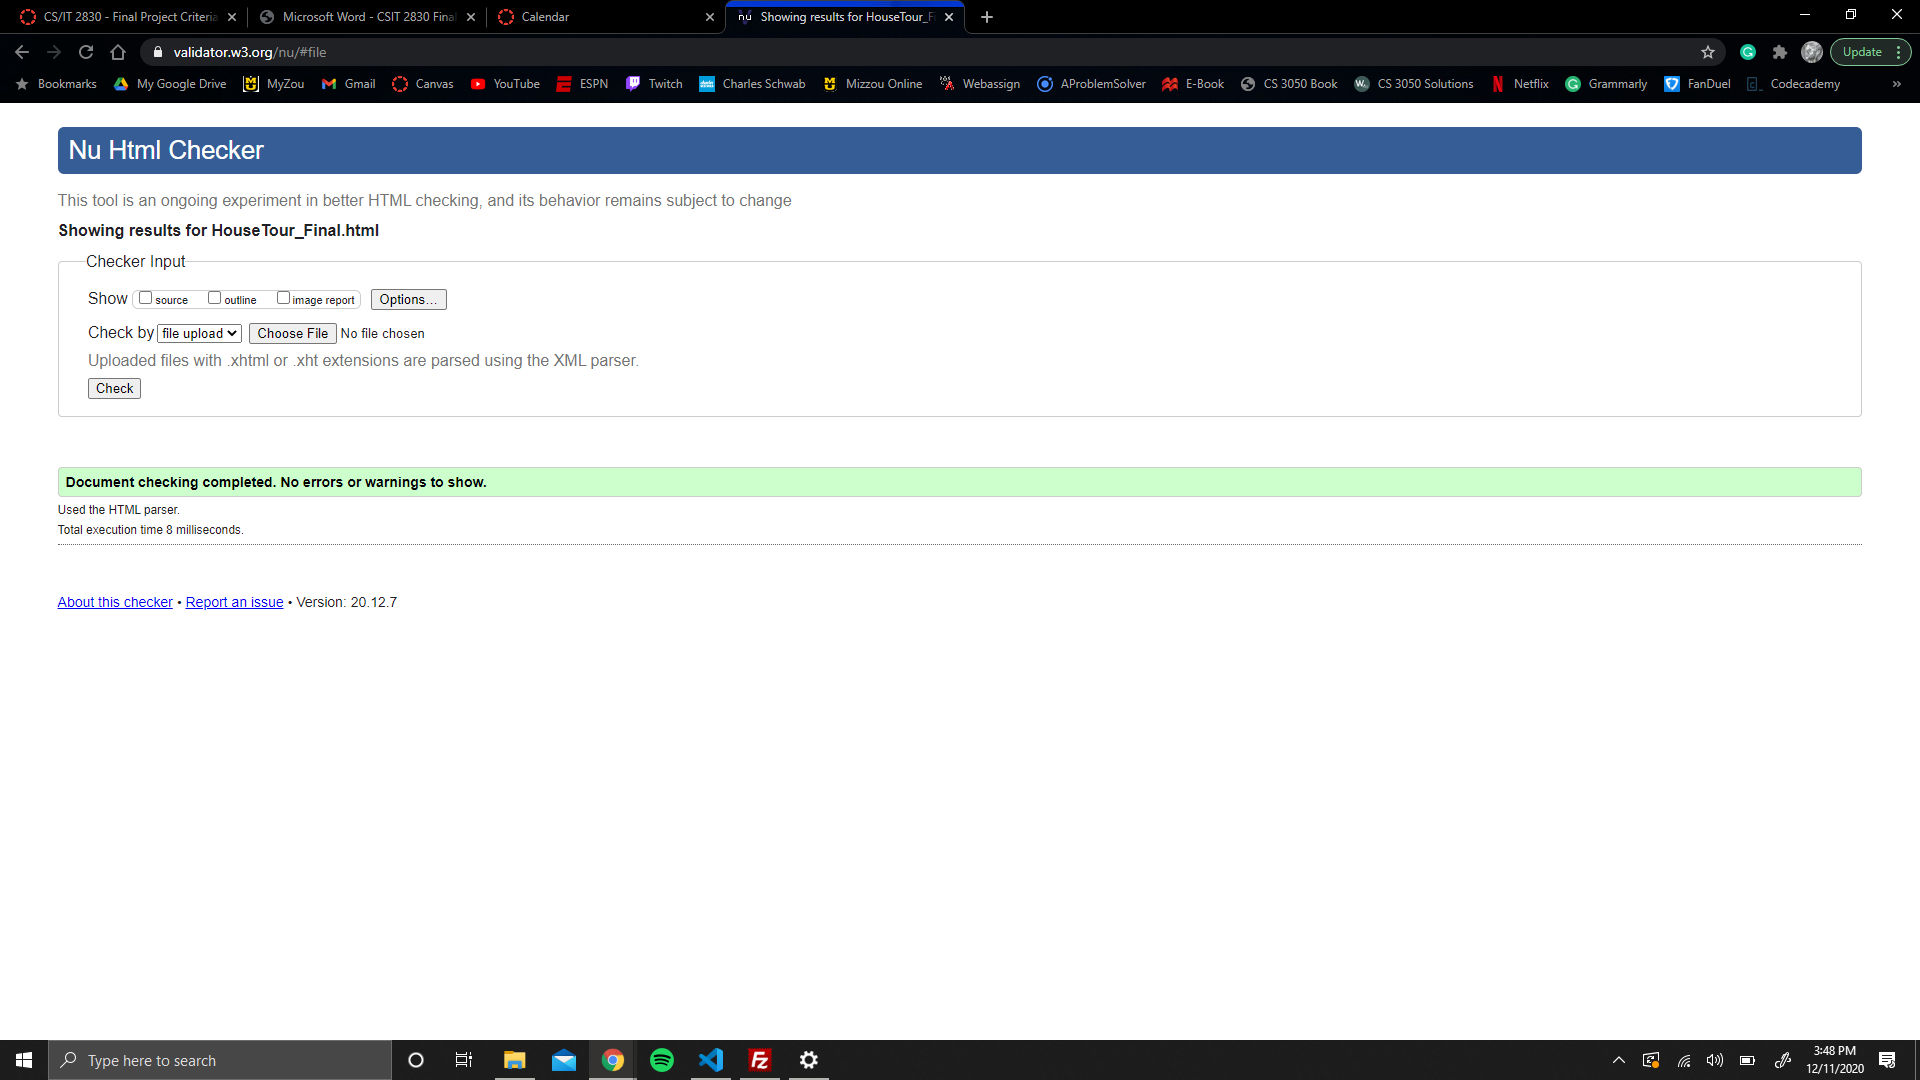 CS/IT 2830 - Final Project Criteria
Microsoft Word - CSIT 2830 Final
Calendar
Showing results for HouseTour_F
validator.w3.org/nu/#file
Update
Bookmarks
My Google Drive
MyZou
Gmail
Canvas
YouTube
ESPN
Twitch
Charles Schwab
Mizzou Online
Webassign
AProblemSolver
E-Book
CS 3050 Book
CS 3050 Solutions
Netflix
Grammarly
FanDuel
Codecademy
»
Nu Html Checker
This tool is an ongoing experiment in better HTML checking, and its behavior remains subject to change
Showing results for HouseTour_Final.html
Checker Input
Show source outline image report Options...
Check by file upload Choose File No file chosen
Uploaded files with .xhtml or .xht extensions are parsed using the XML parser.
Check
Document checking completed. No errors or warnings to show.
Used the HTML parser.
Total execution time 8 milliseconds.
About this checker • Report an issue • Version: 20.12.7
Type here to search
3:48 PM
12/11/2020